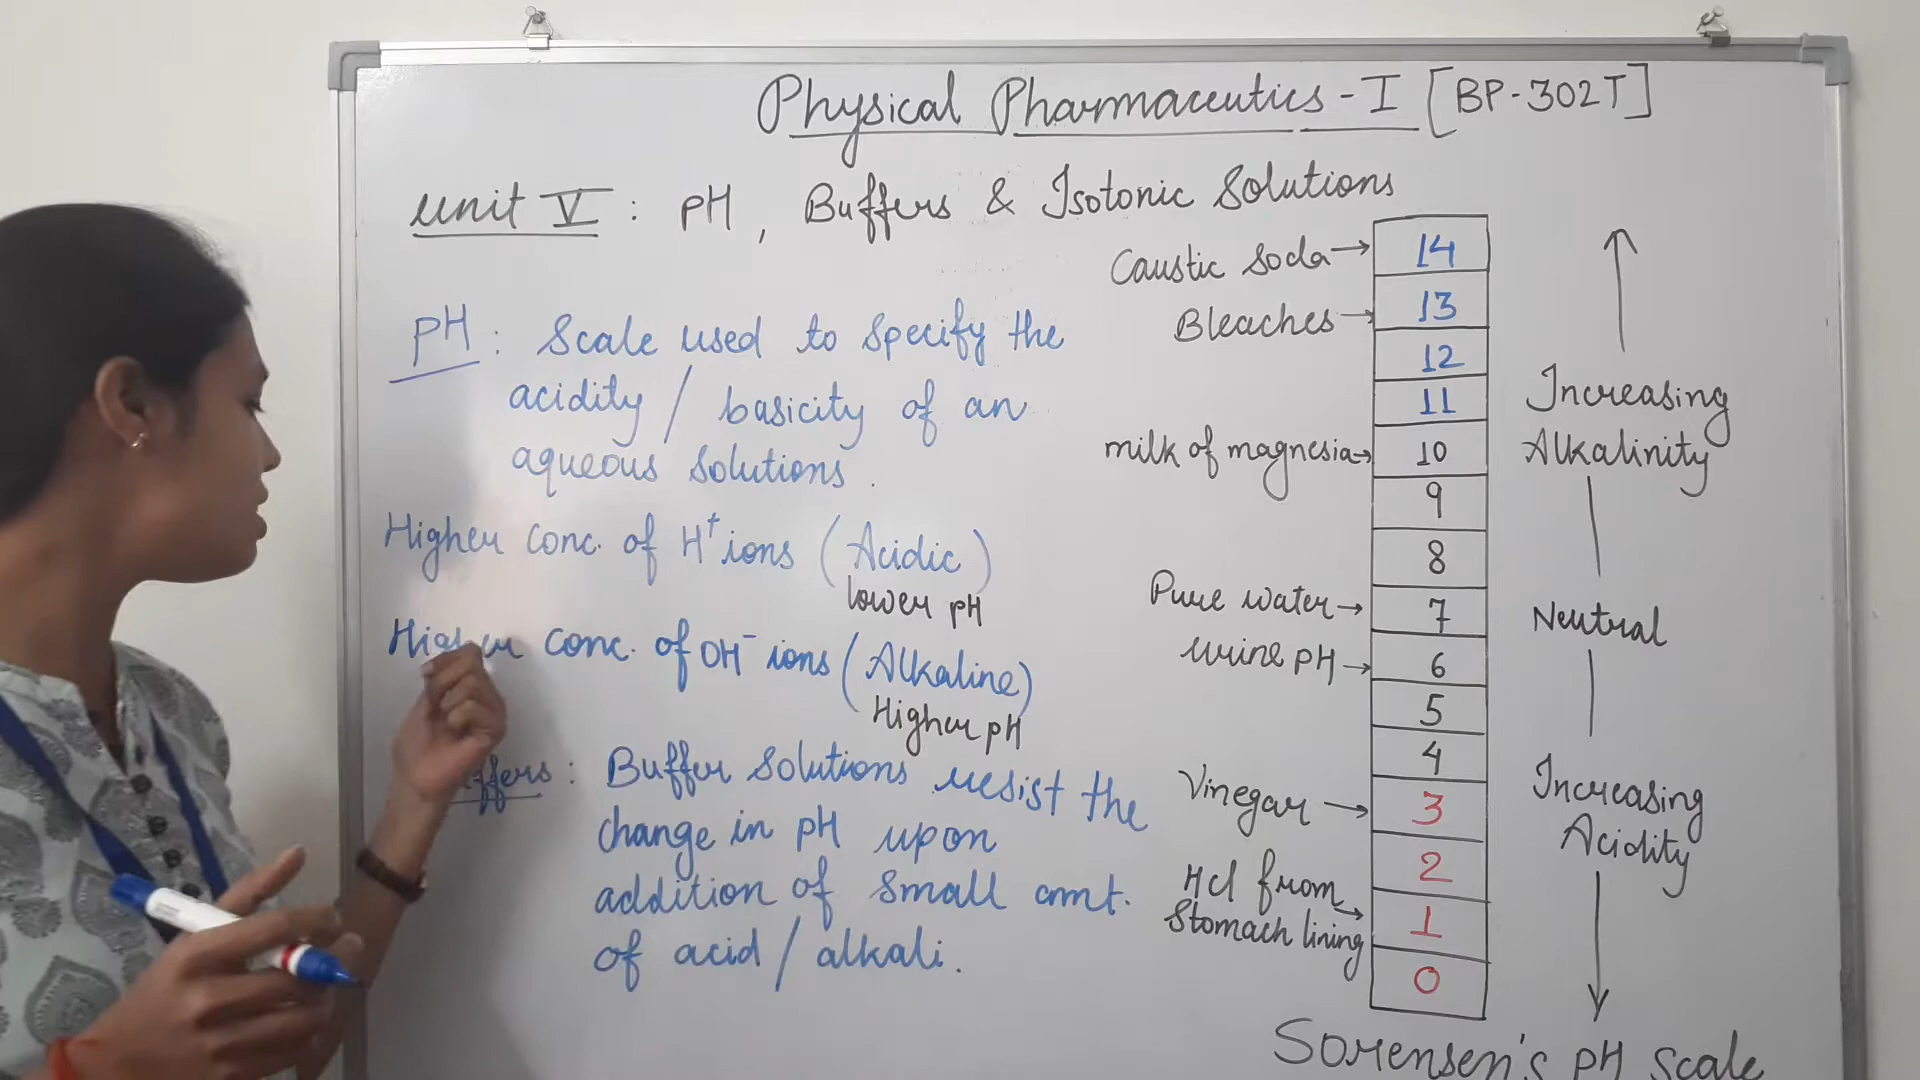 Physical Pharmaceutics - I [BP-302T]
Unit V : pH, Buffers & Isotonic Solutions
pH : Scale used to specify the
acidity / basicity of an
aqueous solutions.
Higher conc. of H+ ions (Acidic)
lower pH
Higher conc. of OH- ions (Alkaline)
Higher pH
: Buffer solutions resist the
change in pH upon
addition of small amt.
of acid / alkali.
Caustic soda → 14
Bleaches → 13
12
11
milk of magnesia → 10
9
8
Pure water → 7
urine pH → 6
5
4
Vinegar → 3
2
HCl from
Stomach lining → 1
0
Increasing
Alkalinity
Neutral
Increasing
Acidity
Sorensen's pH scale